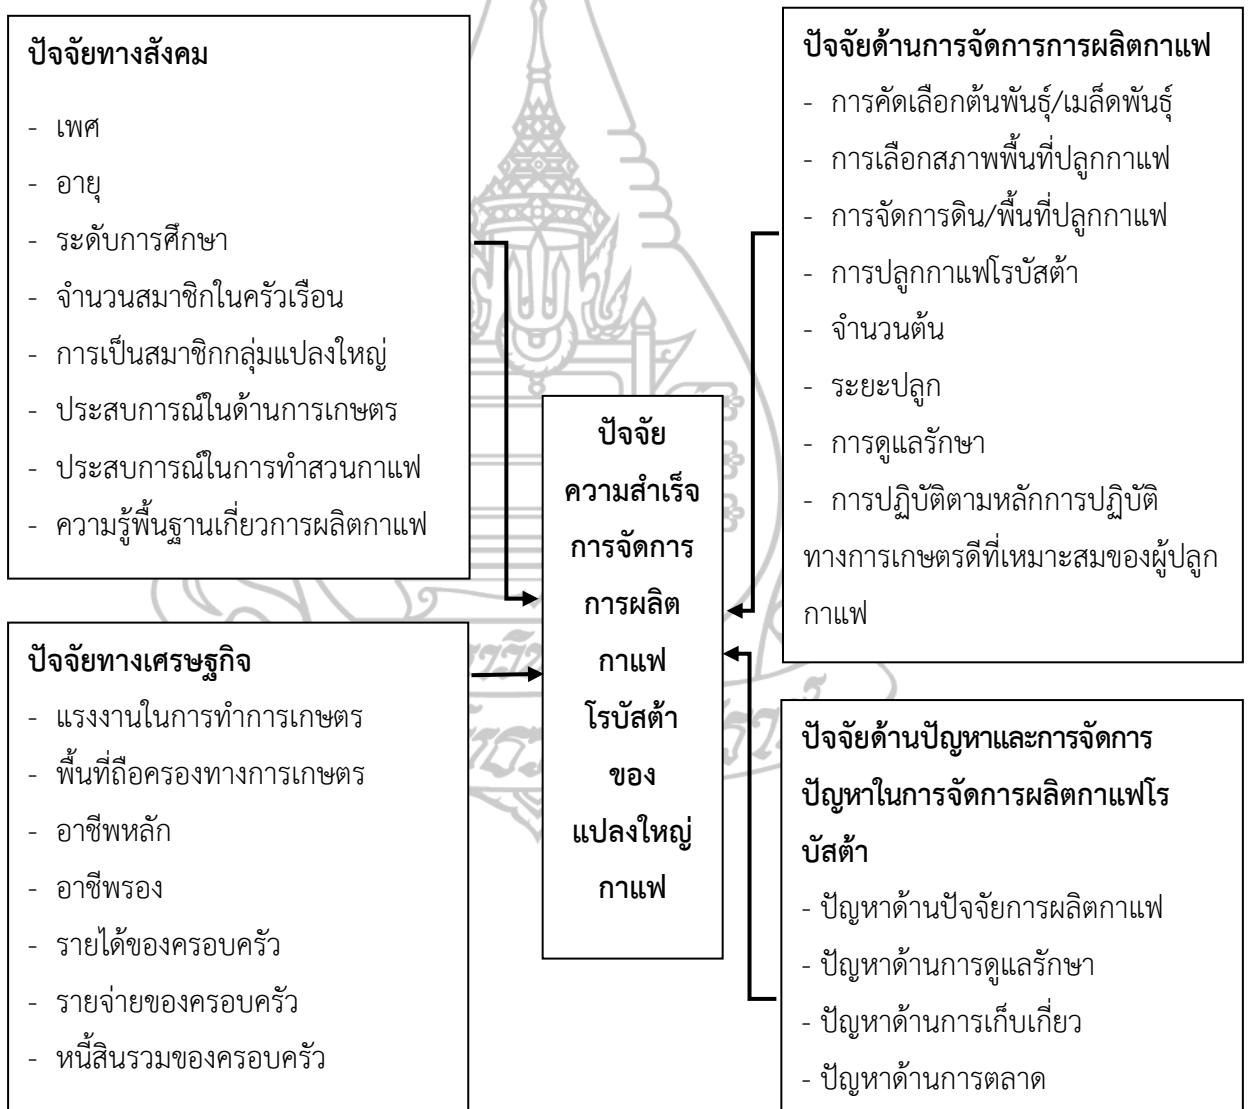 ปัจจัยทางสังคม
- เพศ
- อายุ
- ระดับการศึกษา
- จำนวนสมาชิกในครัวเรือน
- การเป็นสมาชิกกลุ่มแปลงใหญ่
- ประสบการณ์ในด้านการเกษตร
- ประสบการณ์ในการทำสวนกาแฟ
- ความรู้พื้นฐานเกี่ยวการผลิตกาแฟ
ปัจจัยทางเศรษฐกิจ
- แรงงานในการทำการเกษตร
- พื้นที่ถือครองทางการเกษตร
- อาชีพหลัก
- อาชีพรอง
- รายได้ของครอบครัว
- รายจ่ายของครอบครัว
- หนี้สินรวมของครอบครัว
ปัจจัย
ความสำเร็จ
การจัดการ
การผลิต
กาแฟ
โรบัสต้า
ของ
แปลงใหญ่
กาแฟ
ปัจจัยด้านการจัดการการผลิตกาแฟ
- การคัดเลือกต้นพันธุ์/เมล็ดพันธุ์
- การเลือกสภาพพื้นที่ปลูกกาแฟ
- การจัดการดิน/พื้นที่ปลูกกาแฟ
- การปลูกกาแฟโรบัสต้า
- จำนวนต้น
- ระยะปลูก
- การดูแลรักษา
- การปฏิบัติตามหลักการปฏิบัติ
ทางการเกษตรดีที่เหมาะสมของผู้ปลูก
กาแฟ
ปัจจัยด้านปัญหาและการจัดการ
ปัญหาในการจัดการผลิตกาแฟโร
บัสต้า
- ปัญหาด้านปัจจัยการผลิตกาแฟ
- ปัญหาด้านการดูแลรักษา
- ปัญหาด้านการเก็บเกี่ยว
- ปัญหาด้านการตลาด